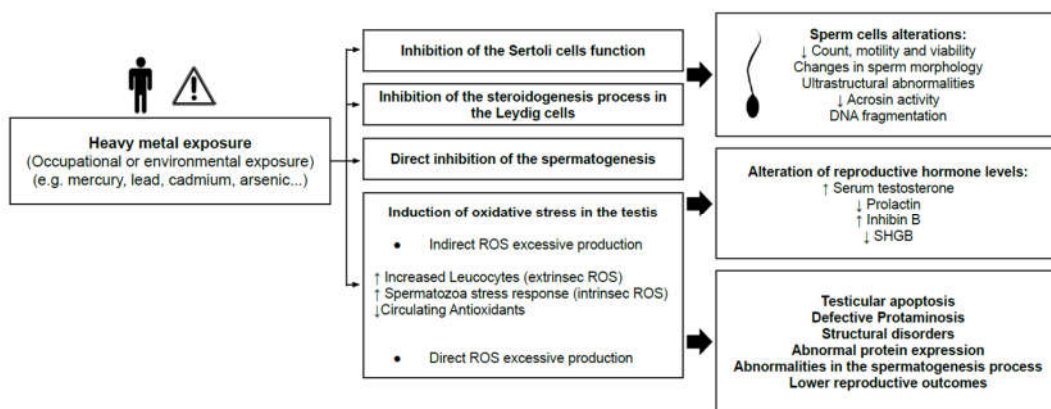 Heavy metal exposure
(Occupational or environmental exposure)
(e.g. mercury, lead, cadmium, arsenic...)
Inhibition of the Sertoli cells function
Inhibition of the steroidogenesis process in
the Leydig cells
Direct inhibition of the spermatogenesis
Induction of oxidative stress in the testis
● Indirect ROS excessive production
↑ Increased Leucocytes (extrinsec ROS)
↑ Spermatozoa stress response (intrinsec ROS)
↓Circulating Antioxidants
● Direct ROS excessive production
Sperm cells alterations:
↓ Count, motility and viability
Changes in sperm morphology
Ultrastructural abnormalities
↓ Acrosin activity
DNA fragmentation
Alteration of reproductive hormone levels:
↑ Serum testosterone
↓ Prolactin
↑ Inhibin B
↓ SHGB
Testicular apoptosis
Defective Protaminosis
Structural disorders
Abnormal protein expression
Abnormalities in the spermatogenesis process
Lower reproductive outcomes